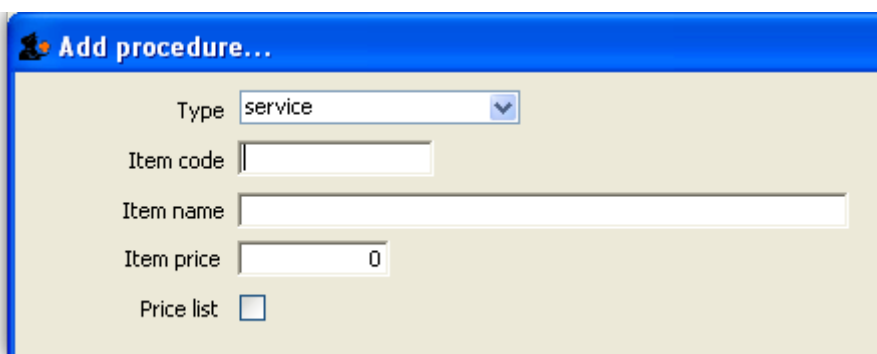 Add procedure...
Type service
Item code
Item name
Item price 0
Price list